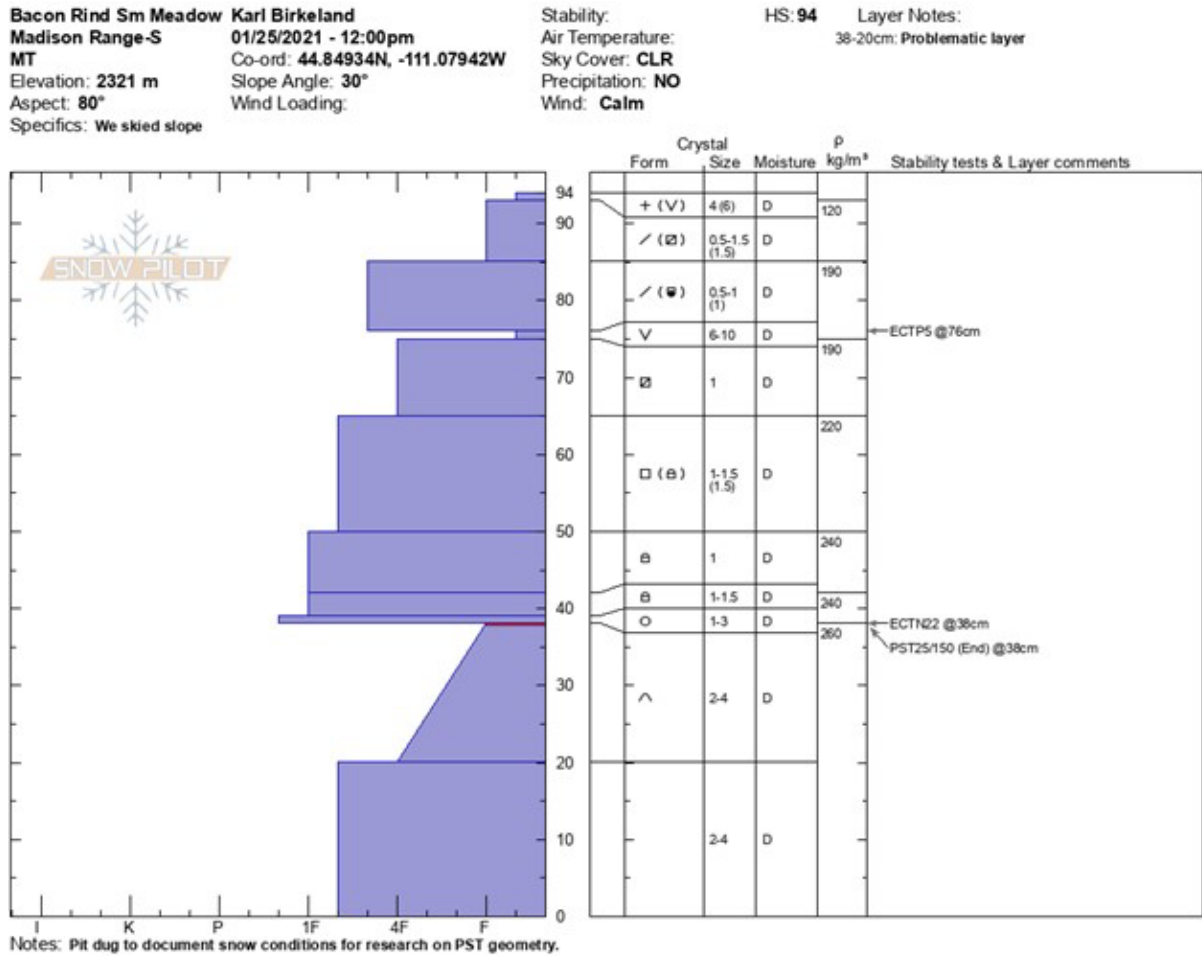 Bacon Rind Sm Meadow Karl Birkeland Stability: HS: 94 Layer Notes:
Madison Range-S 01/25/2021 - 12:00pm Air Temperature: 38-20cm: Problematic layer
MT Co-ord: 44.84934N, -111.07942W Sky Cover: CLR
Elevation: 2321 m Slope Angle: 30° Precipitation: NO
Aspect: 80° Wind Loading: Wind: Calm
Specifics: We skied slope
Crystal ρ
Form Size Moisture kg/m³ Stability tests & Layer comments
94
+ (V) 4 (6) D 120
90
/ 0.5-1.5 D
(1.5)
190
SNOW PILOT
80 / 0.5-1 D
(1)
V 6-10 D ECTP5 @76cm
190
70 1 D
220
60
1-1.5 D
(1.5)
50
240
1 D
40 1-1.5 D 240
O 1-3 D ECTN22 @38cm
260
PST25/150 (End) @38cm
30
2-4 D
20
10 2-4 D
0
I K P 1F 4F F
Notes: Pit dug to document snow conditions for research on PST geometry.